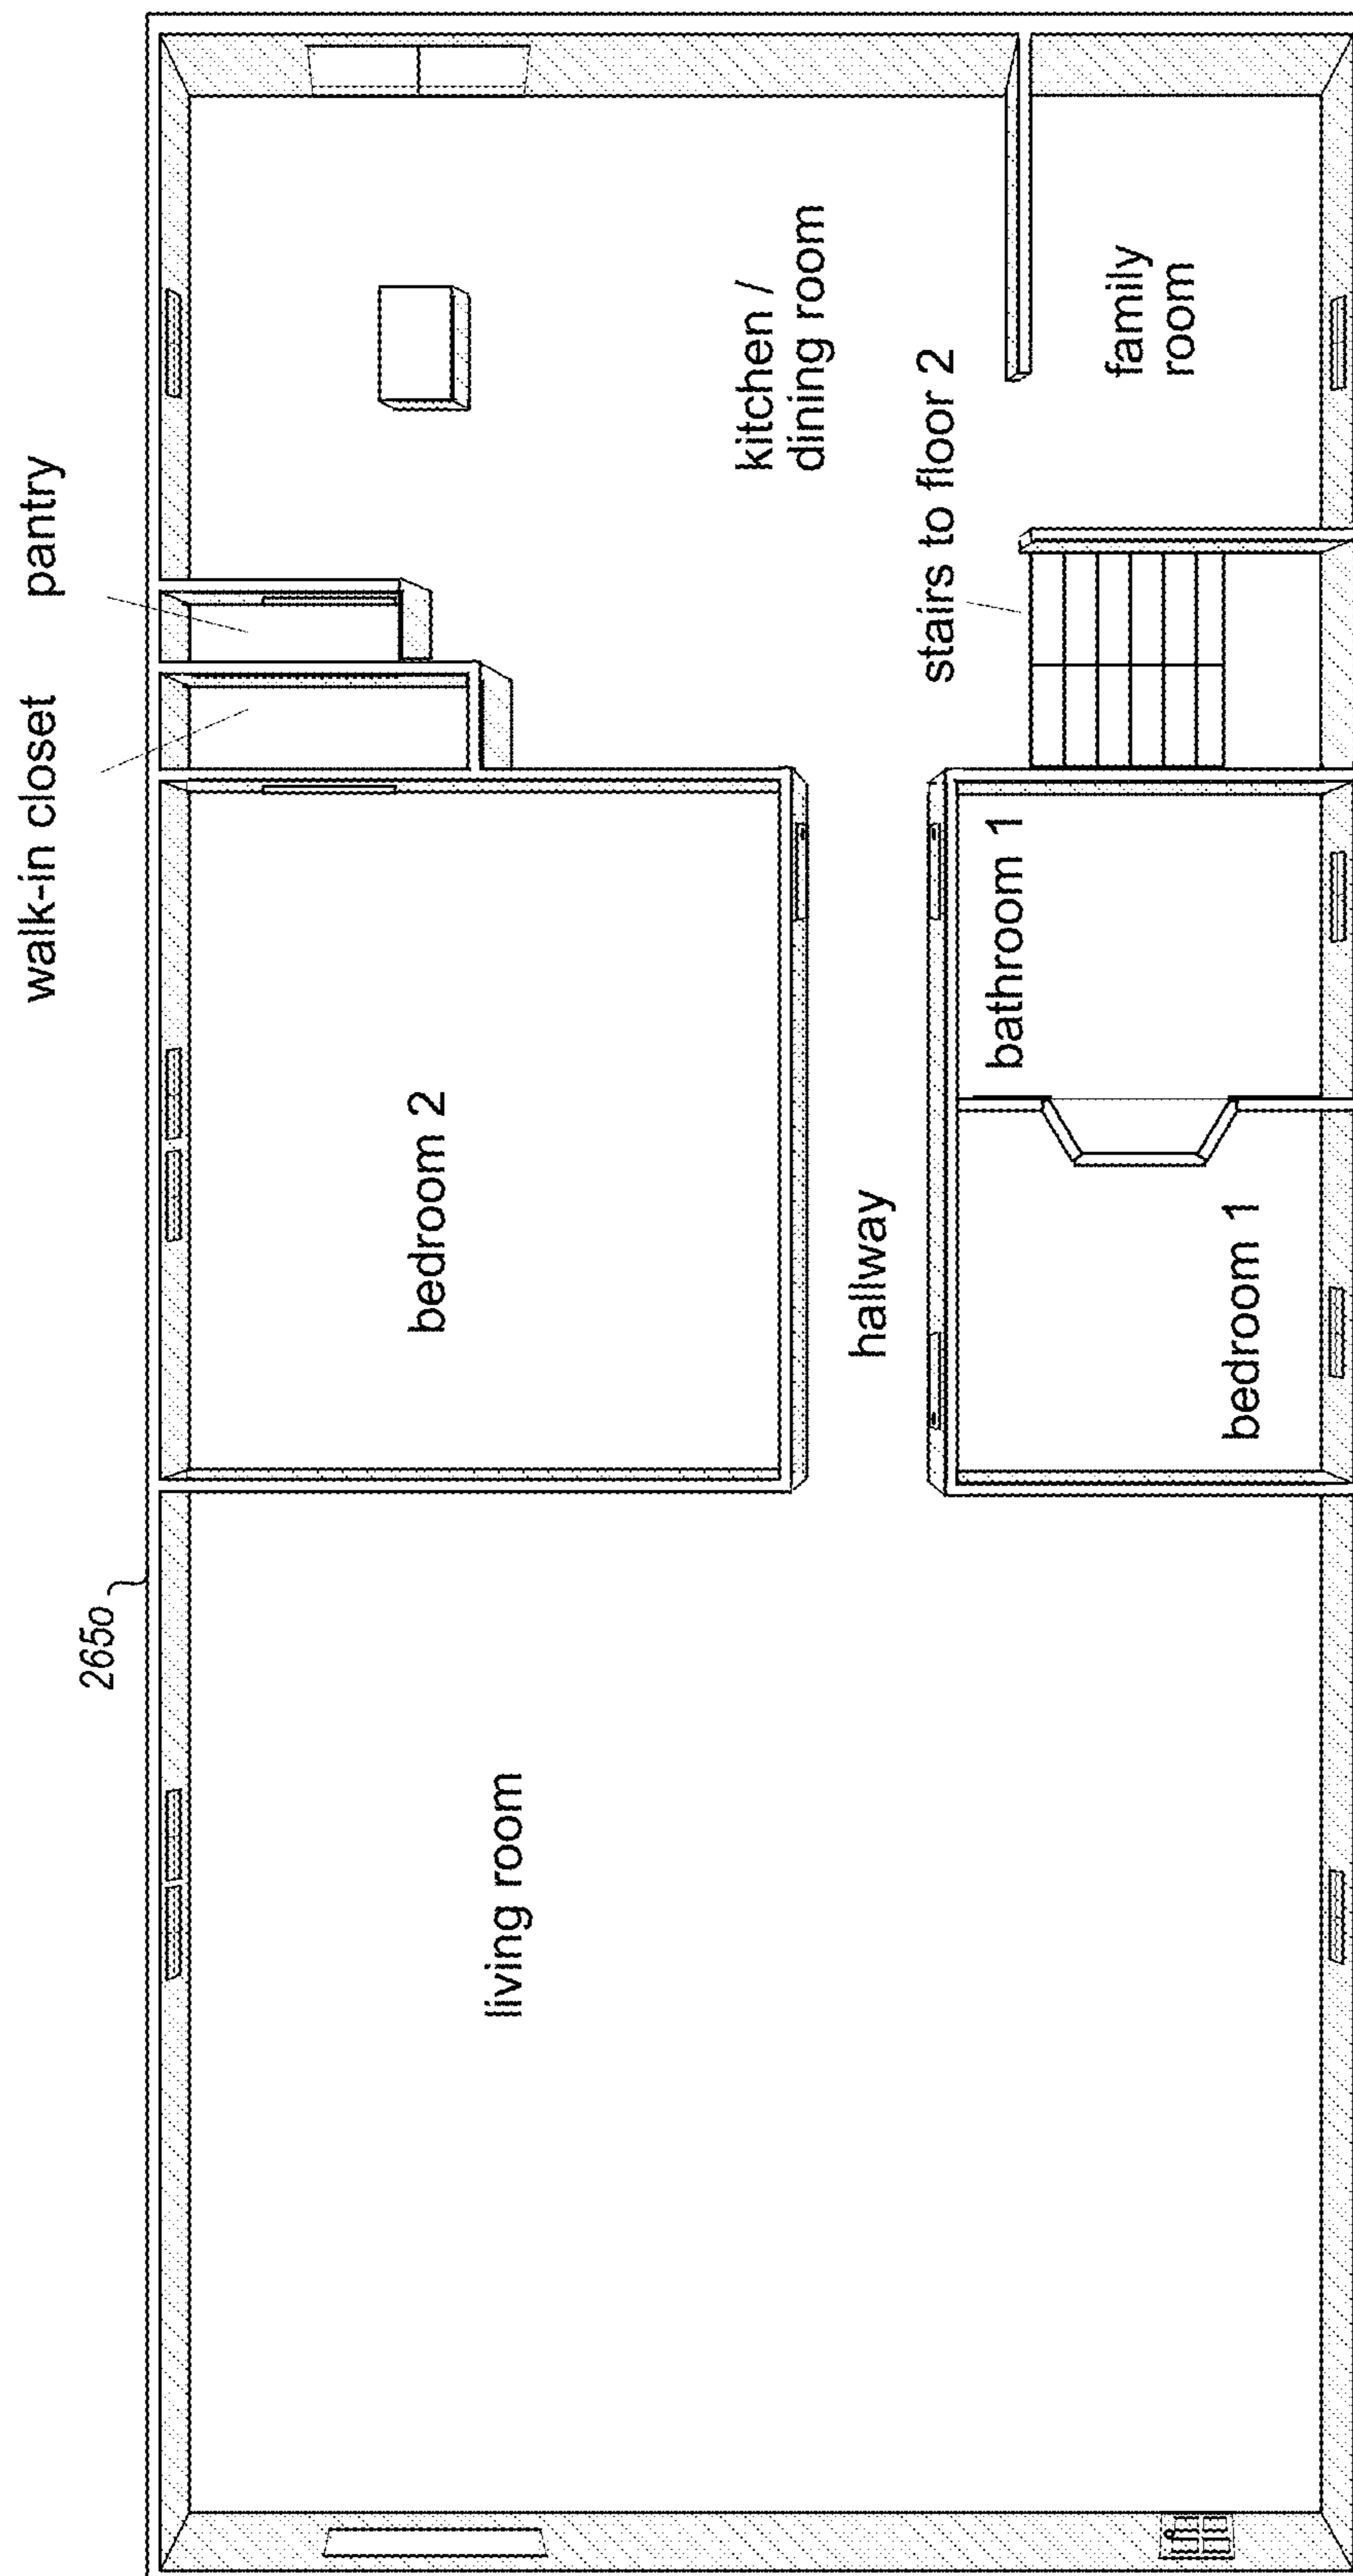 walk-in closet
pantry
265o
living room
bedroom 2
kitchen /
dining room
hallway
stairs to floor 2
bathroom 1
bedroom 1
family
room